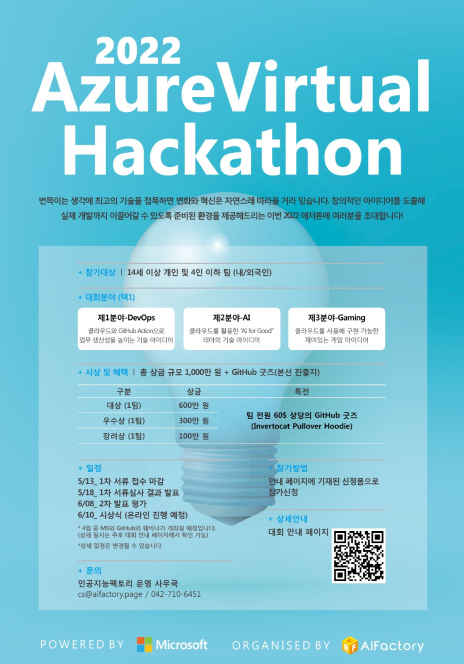 2022
AzureVirtual
Hackathon
번뜩이는 생각에 최고의 기술을 접목하면 변화와 혁신은 자연스레 따라올 거라 믿습니다. 창의적인 아이디어를 도출해
실제 개발까지 이끌어갈 수 있도록 준비된 환경을 제공해드리는 이번 2022 애저톤에 여러분을 초대합니다!
+ 참가대상 | 14세 이상 개인 및 4인 이하 팀 (내/외국인)
+ 대회분야 (택1)
제1분야-DevOps
클라우드와 GitHub Action으로
업무 생산성을 높이는 기술 아이디어
제2분야-AI
클라우드를 활용한 "AI for Good"
테마의 기술 아이디어
제3분야-Gaming
클라우드를 사용해 구현 가능한
재미있는 게임 아이디어
+ 시상 및 혜택 | 총 상금 규모 1,000만 원 + GitHub 굿즈(본선 진출자)
구분 상금 특전
대상 (1팀) 600만 원
우수상 (1팀) 300만 원
장려상 (1팀) 100만 원
팀 전원 60$ 상당의 GitHub 굿즈
(Invertocat Pullover Hoodie)
+ 일정
5/13_ 1차 서류 접수 마감
5/18_ 1차 서류심사 결과 발표
6/08_ 2차 발표 평가
6/10_ 시상식 (온라인 진행 예정)
* 4월 중 MS와 GitHub의 웨비나가 개최될 예정입니다.
(상세 일시는 추후 대회 안내 페이지에서 확인 가능)
*상세 일정은 변경될 수 있습니다
+ 참가방법
안내 페이지에 기재된 신청폼으로
참가신청
+ 상세안내
대회 안내 페이지
+ 문의
인공지능팩토리 운영 사무국
cs@aifactory.page / 042-710-6451
POWERED BY Microsoft ORGANISED BY AIFactory